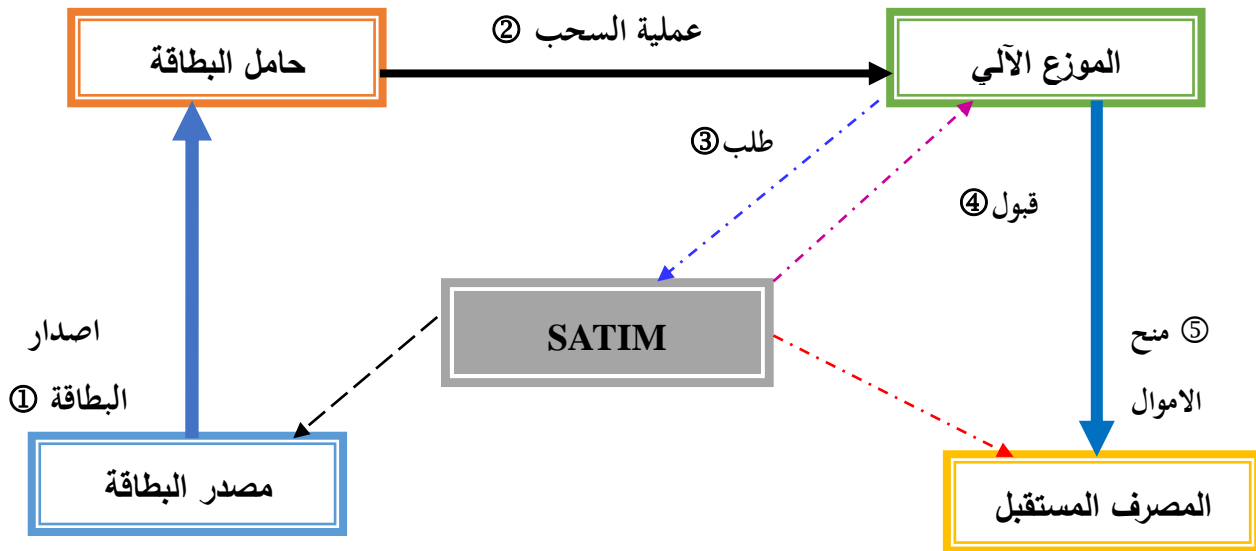 عملية السحب ②
حامل البطاقة
الموزع الآلي
طلب③
قبول④
SATIM
اصدار
البطاقة ①
⑤ منح
الاموال
مصدر البطاقة
المصرف المستقبل